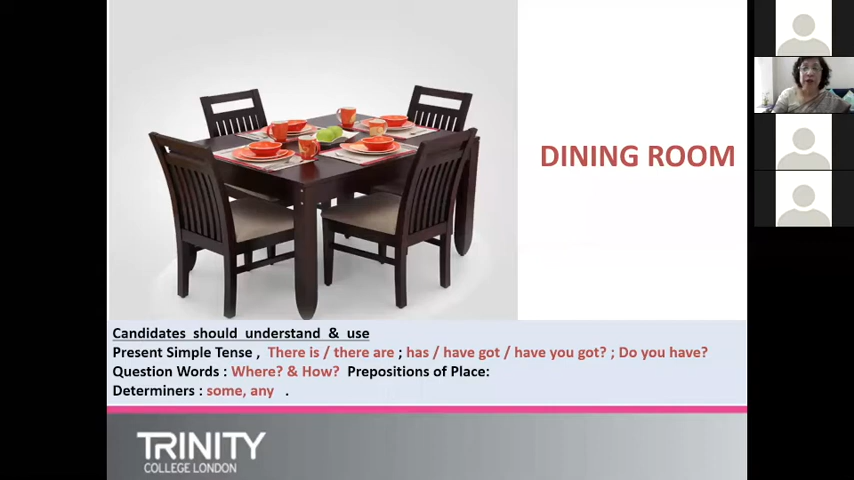 DINING ROOM
Candidates should understand & use
Present Simple Tense , There is / there are ; has / have got / have you got? ; Do you have?
Question Words : Where? & How? Prepositions of Place:
Determiners : some, any .
TRINITY
COLLEGE LONDON